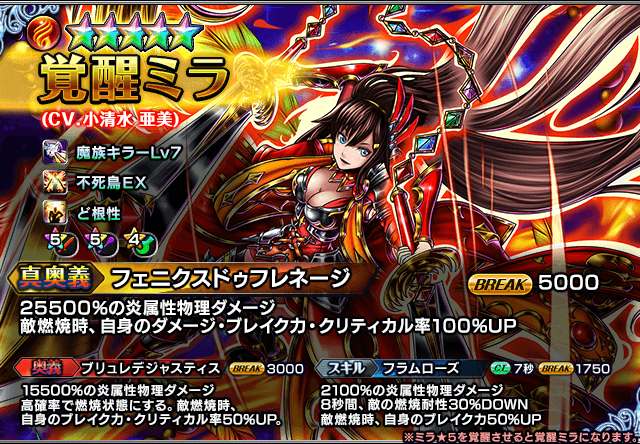 覚醒ミラ
(CV.小清水 亜美)
魔族キラーLv7
不死鳥EX
ど根性
5 5 4
真奥義 フェニクスドゥフレネージ BREAK 5000
25500%の炎属性物理ダメージ
敵燃焼時、自身のダメージ・ブレイク力・クリティカル率100%UP
奥義 ブリュレデジャスティス BREAK 3000
15500%の炎属性物理ダメージ
高確率で燃焼状態にする。敵燃焼時、
自身のブレイク力・クリティカル率50%UP。
スキル フラムローズ CT 7秒 BREAK 1750
2100%の炎属性物理ダメージ
8秒間、敵の燃焼耐性30%DOWN
敵燃焼時、自身のブレイク力50%UP
※ミラ★5を覚醒させると覚醒ミラになります。